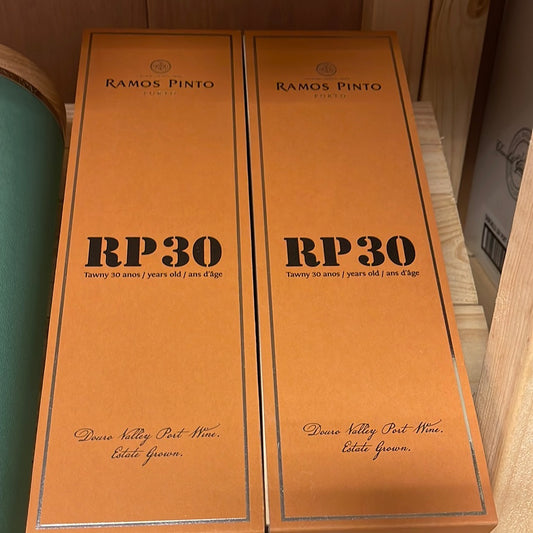 RAMOS PINTO
PORTO
RP30
Tawny 30 anos / years old / ans d'âge
Douro Valley Port Wine.
Estate Grown.
RAMOS PINTO
PORTO
RP30
Tawny 30 anos / years old / ans d'âge
Douro Valley Port Wine.
Estate Grown.